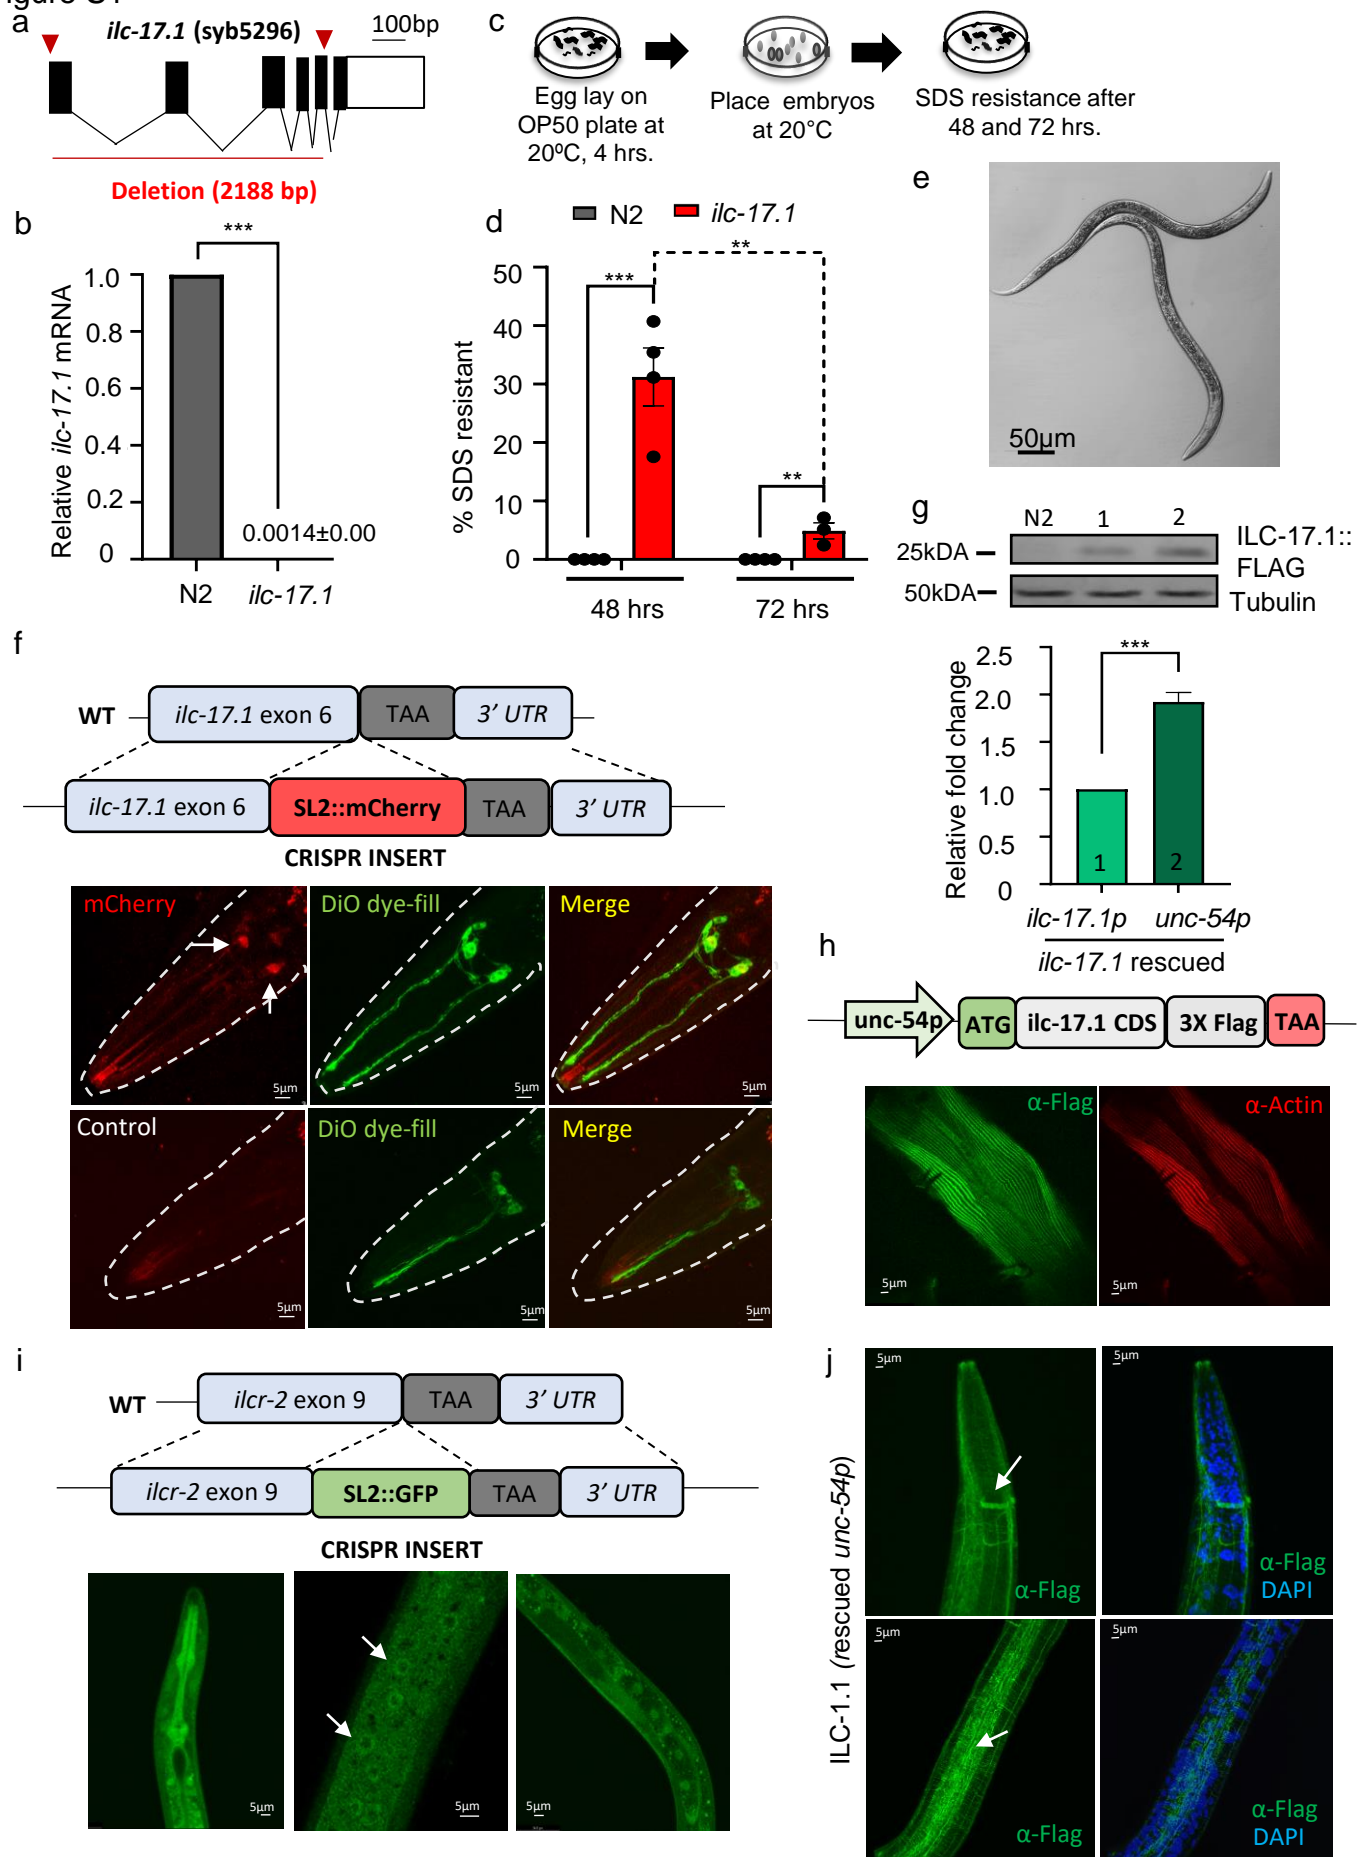 a
ilc-17.1 (syb5296)
100bp
Deletion (2188 bp)
c
Egg lay on
OP50 plate at
20ºC, 4 hrs.
Place embryos
at 20°C
SDS resistance after
48 and 72 hrs.
b
***
Relative ilc-17.1 mRNA
1.0
0.8
0.6
0.4
0.2
0
0.0014±0.00
N2
ilc-17.1
d
N2
ilc-17.1
% SDS resistant
50
40
30
20
10
0
***
**
**
48 hrs
72 hrs
e
50µm
g
N2
1
2
25kDA
50kDA
ILC-17.1::
FLAG
Tubulin
Relative fold change
2.5
2.0
1.5
1.0
0.5
0
***
1
2
ilc-17.1p
unc-54p
ilc-17.1 rescued
f
WT
ilc-17.1 exon 6
TAA
3’ UTR
ilc-17.1 exon 6
SL2::mCherry
TAA
3’ UTR
CRISPR INSERT
mCherry
DiO dye-fill
Merge
5µm
5µm
5µm
Control
DiO dye-fill
Merge
5µm
5µm
5µm
h
unc-54p
ATG
ilc-17.1 CDS
3X Flag
TAA
α-Flag
α-Actin
5µm
5µm
i
WT
ilcr-2 exon 9
TAA
3’ UTR
ilcr-2 exon 9
SL2::GFP
TAA
3’ UTR
CRISPR INSERT
5µm
5µm
5µm
j
ILC-1.1 (rescued unc-54p)
5µm
α-Flag
5µm
α-Flag
DAPI
5µm
α-Flag
5µm
α-Flag
DAPI